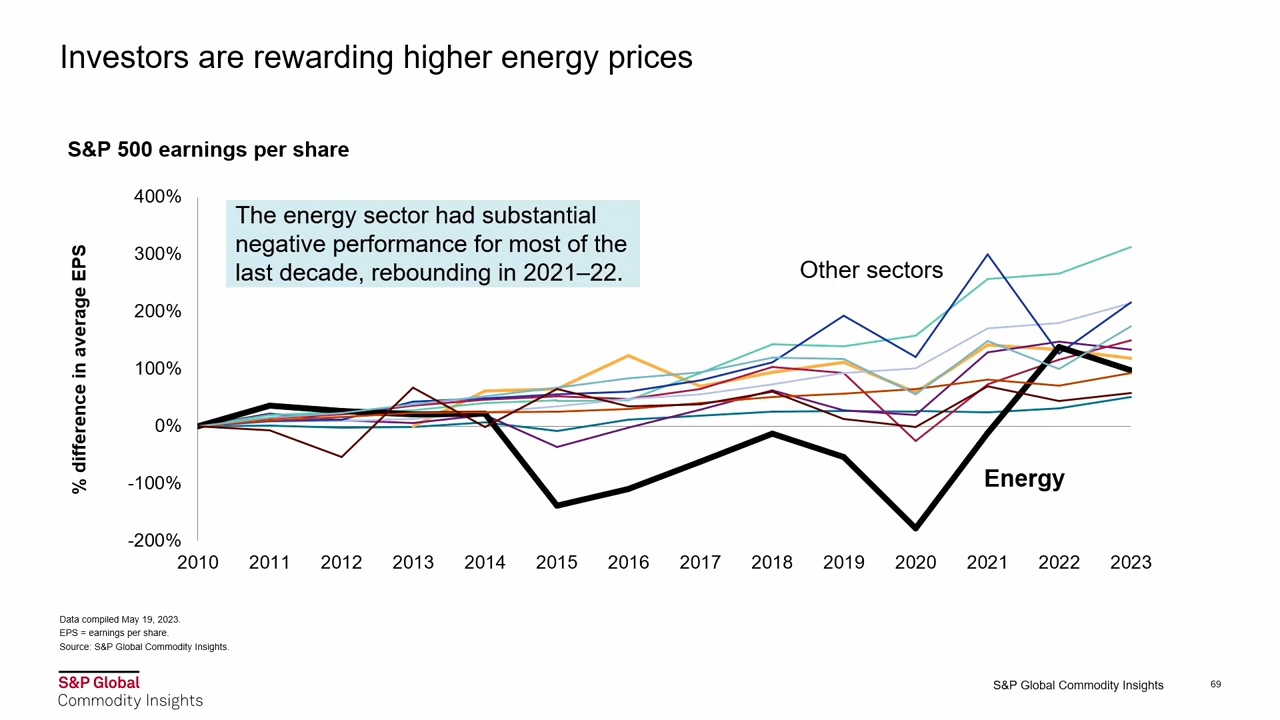 Investors are rewarding higher energy prices
S&P 500 earnings per share
% difference in average EPS
400%
300%
200%
100%
0%
-100%
-200%
The energy sector had substantial
negative performance for most of the
last decade, rebounding in 2021–22.
Other sectors
Energy
2010 2011 2012 2013 2014 2015 2016 2017 2018 2019 2020 2021 2022 2023
Data compiled May 19, 2023.
EPS = earnings per share.
Source: S&P Global Commodity Insights.
S&P Global
Commodity Insights
S&P Global Commodity Insights 69